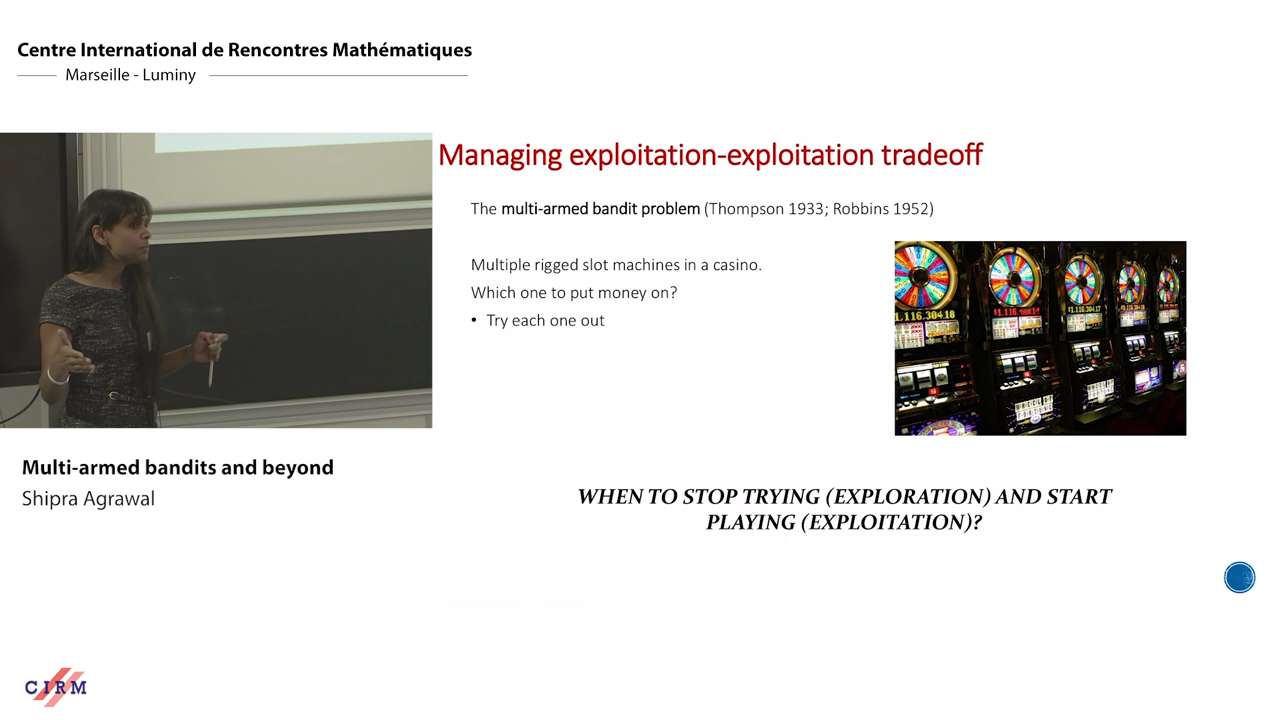 Centre International de Rencontres Mathématiques
Marseille - Luminy
Managing exploitation-exploitation tradeoff
The multi-armed bandit problem (Thompson 1933; Robbins 1952)
Multiple rigged slot machines in a casino.
Which one to put money on?
• Try each one out
WHEN TO STOP TRYING (EXPLORATION) AND START
PLAYING (EXPLOITATION)?
Multi-armed bandits and beyond
Shipra Agrawal
CIRM